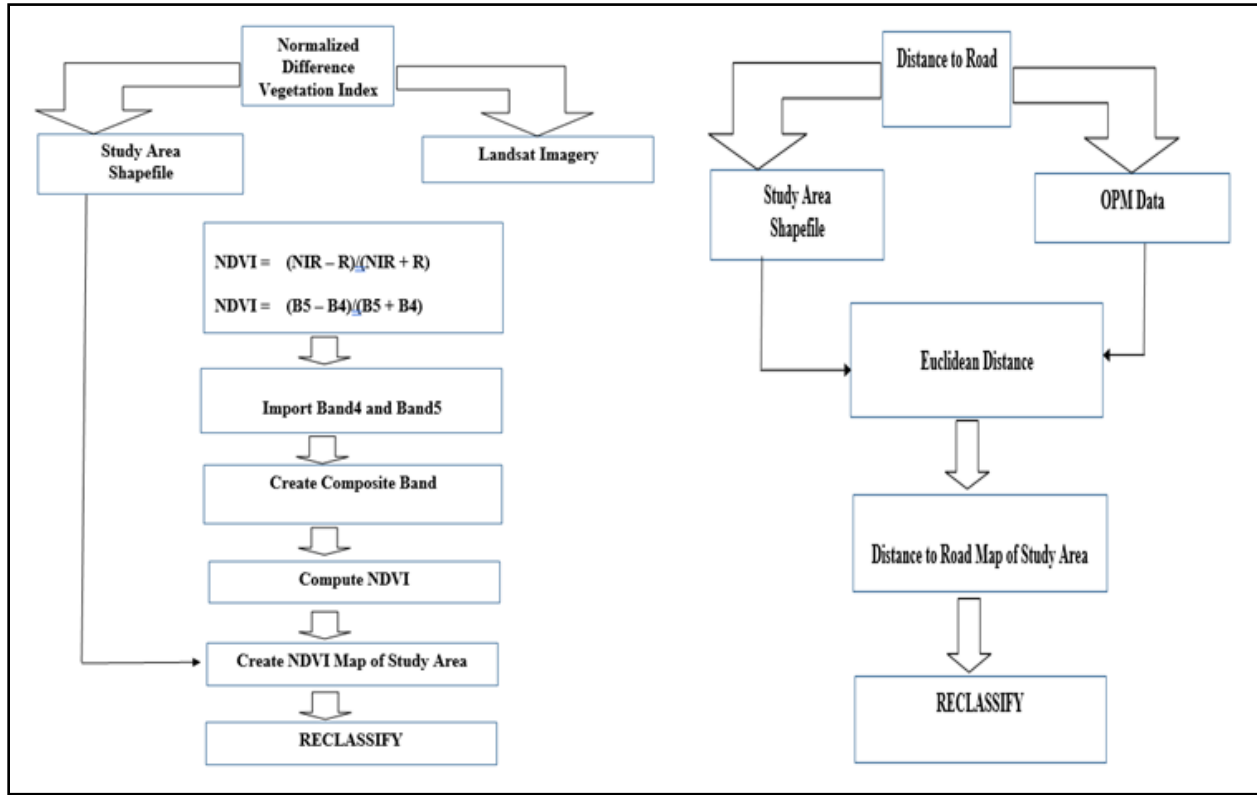 Normalized
Difference
Vegetation Index
Study Area
Shapefile
Landsat Imagery
NDVI = (NIR – R)/(NIR + R)
NDVI = (B5 – B4)/(B5 + B4)
Import Band4 and Band5
Create Composite Band
Compute NDVI
Create NDVI Map of Study Area
RECLASSIFY
Distance to Road
Study Area
Shapefile
OPM Data
Euclidean Distance
Distance to Road Map of Study Area
RECLASSIFY